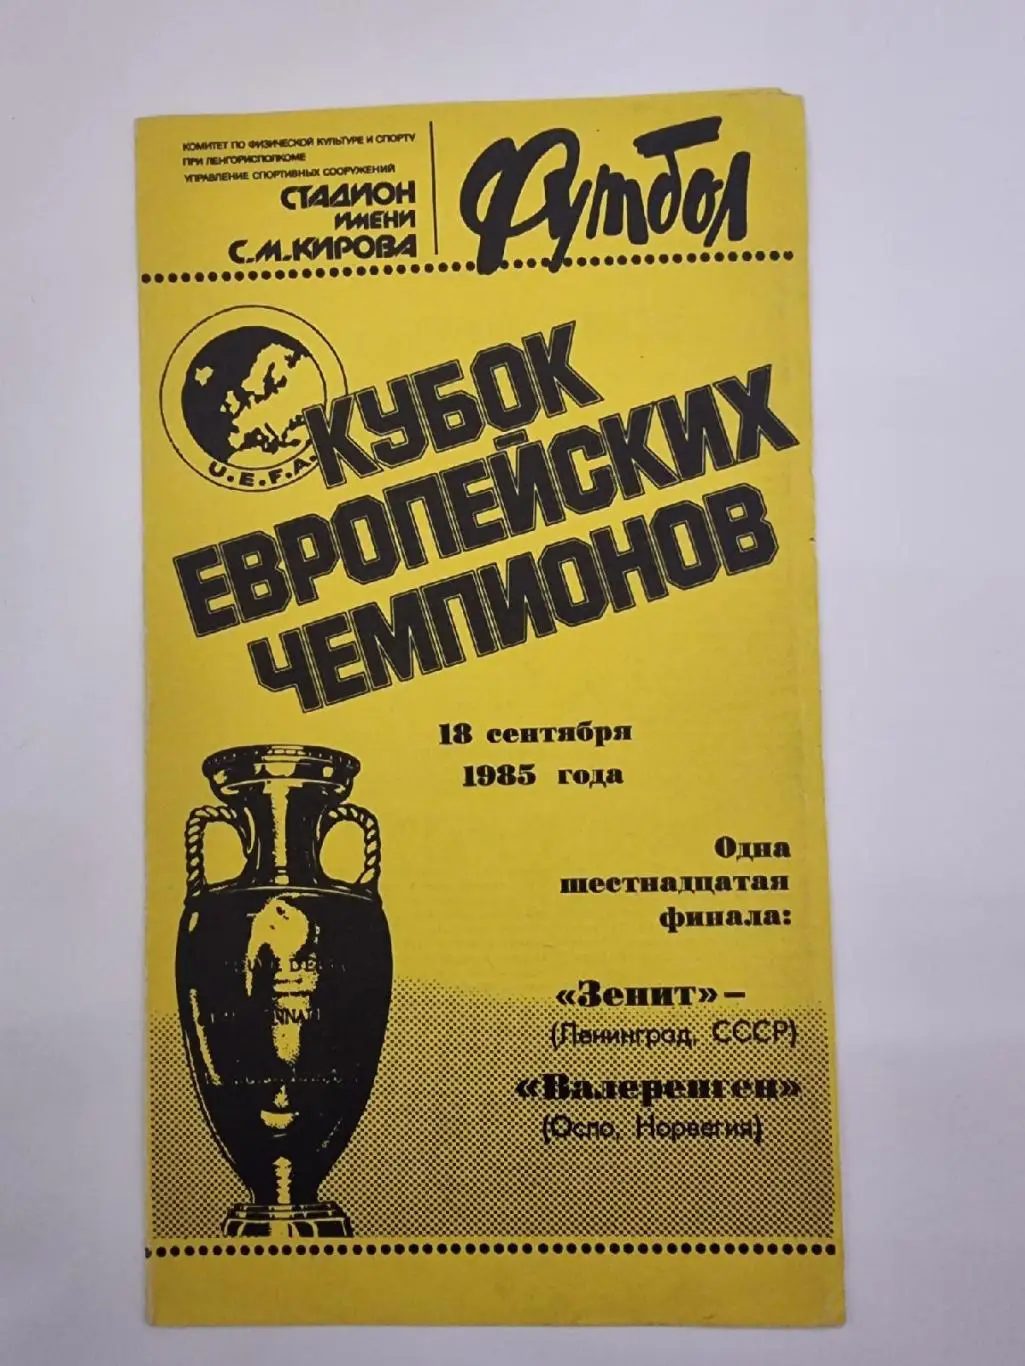 КОМИТЕТ ПО ФИЗИЧЕСКОЙ КУЛЬТУРЕ И СПОРТУ
ПРИ ЛЕНГОРИСПОЛКОМЕ
УПРАВЛЕНИЕ СПОРТИВНЫХ СООРУЖЕНИЙ
СТАДИОН
ИМЕНИ
С.М.КИРОВА
Футбол
U.E.F.A.
КУБОК
ЕВРОПЕЙСКИХ
ЧЕМПИОНОВ
18 сентября
1985 года
Одна
шестнадцатая
финала:
«Зенит» –
(Ленинград, СССР)
«Валеренген»
(Осло, Норвегия)